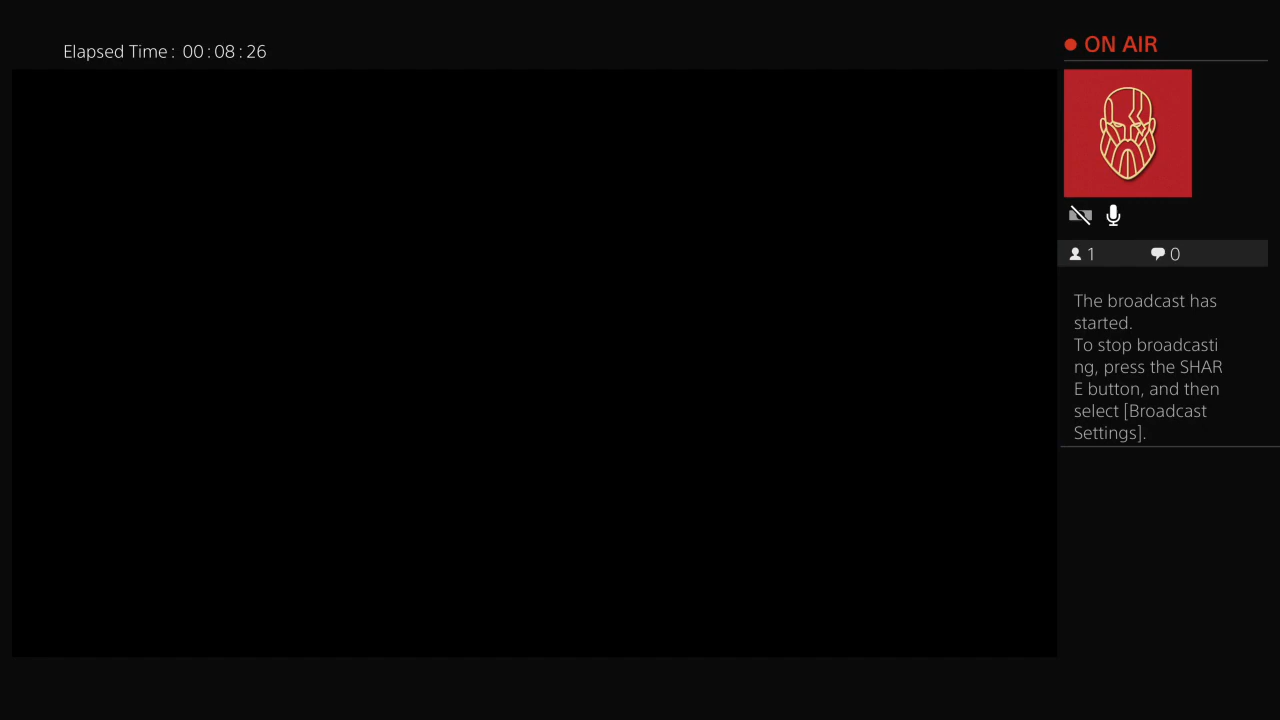 Elapsed Time : 00 : 08 : 26
ON AIR
1
0
The broadcast has
started.
To stop broadcasti
ng, press the SHAR
E button, and then
select [Broadcast
Settings].